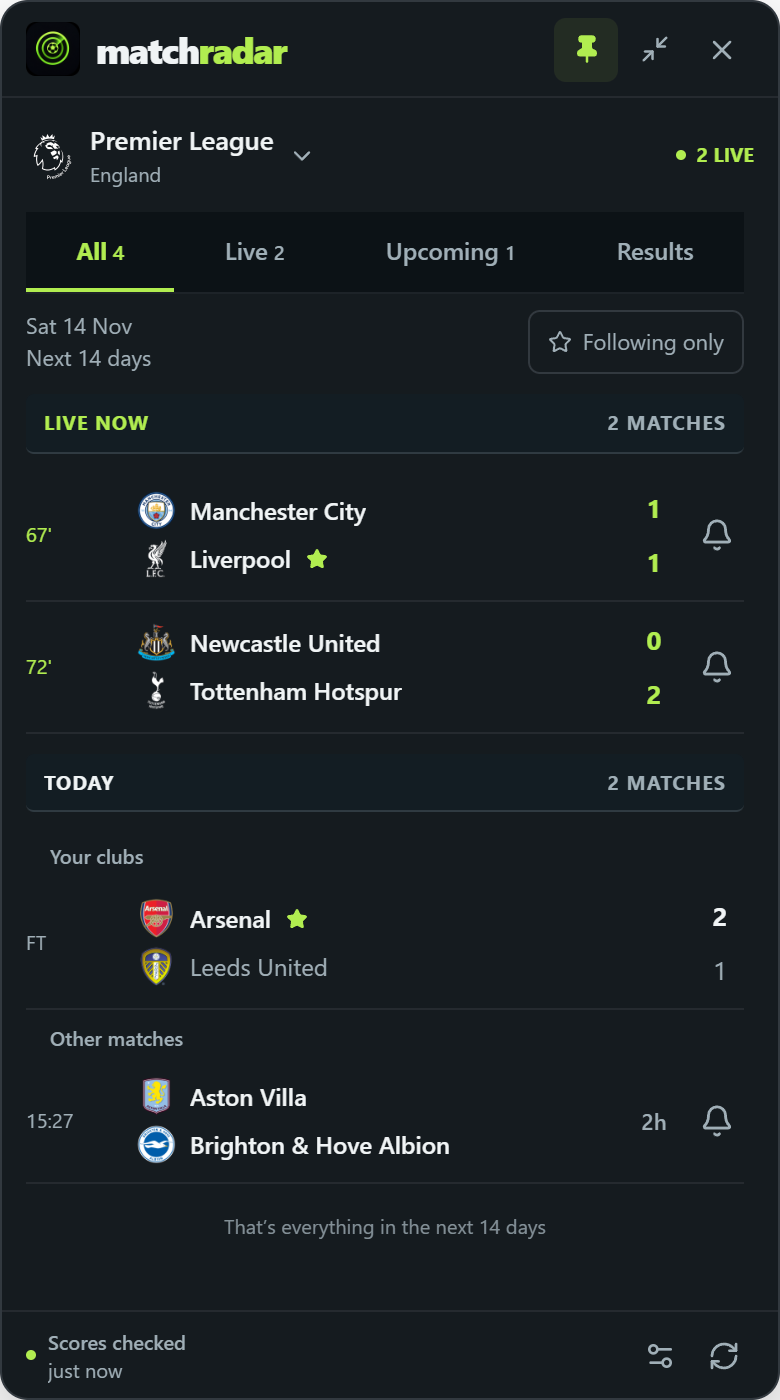 matchradar
Premier League
England
2 LIVE
All 4
Live 2
Upcoming 1
Results
Sat 14 Nov
Next 14 days
Following only
LIVE NOW
2 MATCHES
67'
Manchester City
1
Liverpool
1
72'
Newcastle United
0
Tottenham Hotspur
2
TODAY
2 MATCHES
Your clubs
FT
Arsenal
2
Leeds United
1
Other matches
15:27
Aston Villa
Brighton & Hove Albion
2h
That’s everything in the next 14 days
Scores checked
just now